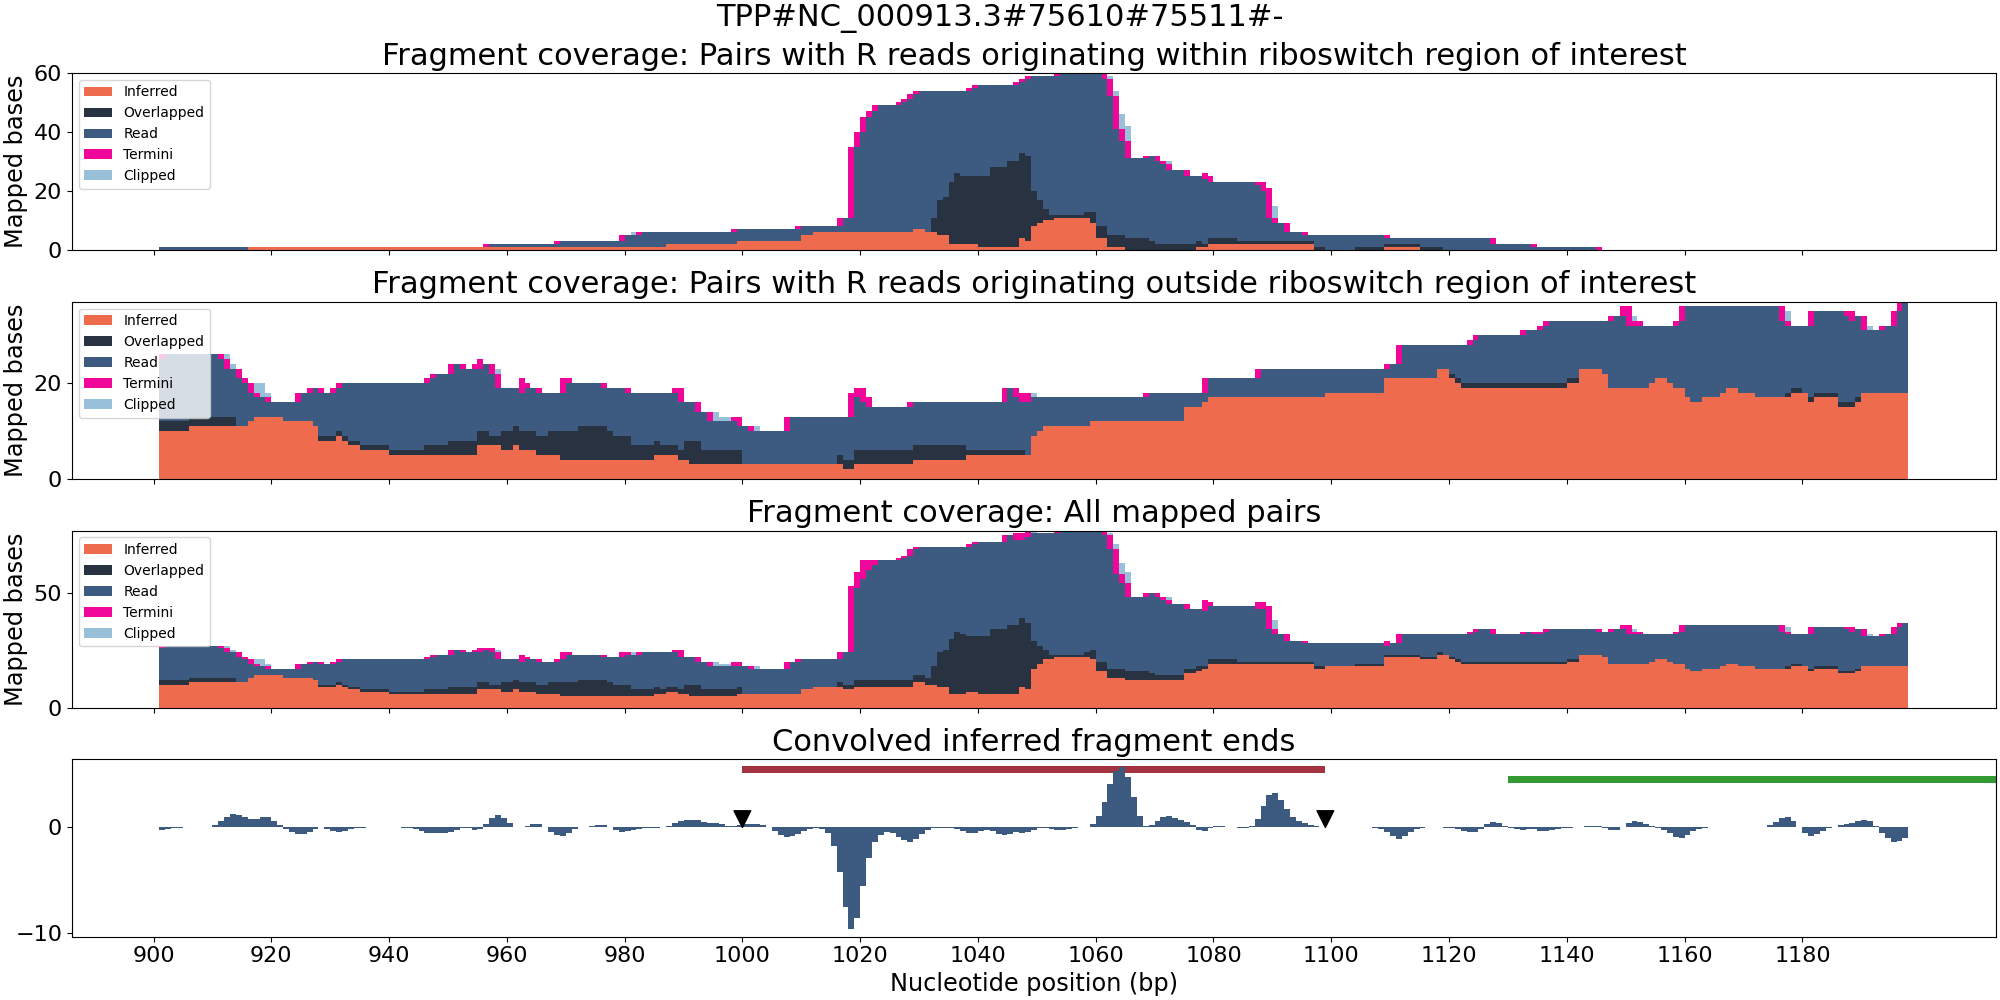 TPP#NC_000913.3#75610#75511#-
Fragment coverage: Pairs with R reads originating within riboswitch region of interest
Mapped bases
60
40
20
0
Inferred
Overlapped
Read
Termini
Clipped
Fragment coverage: Pairs with R reads originating outside riboswitch region of interest
Mapped bases
20
0
Inferred
Overlapped
Read
Termini
Clipped
Fragment coverage: All mapped pairs
Mapped bases
50
0
Inferred
Overlapped
Read
Termini
Clipped
Convolved inferred fragment ends
0
−10
900 920 940 960 980 1000 1020 1040 1060 1080 1100 1120 1140 1160 1180
Nucleotide position (bp)